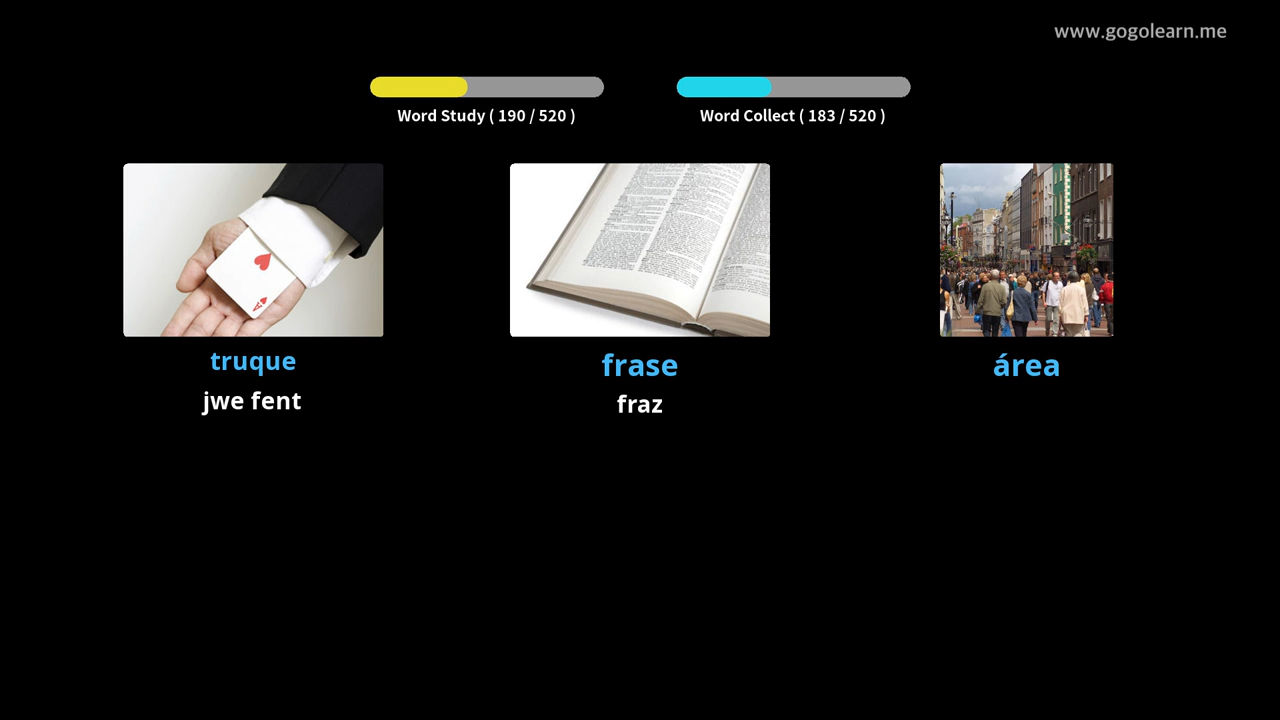 www.gogolearn.me
Word Study ( 190 / 520 )
Word Collect ( 183 / 520 )
truque
jwe fent
frase
fraz
área